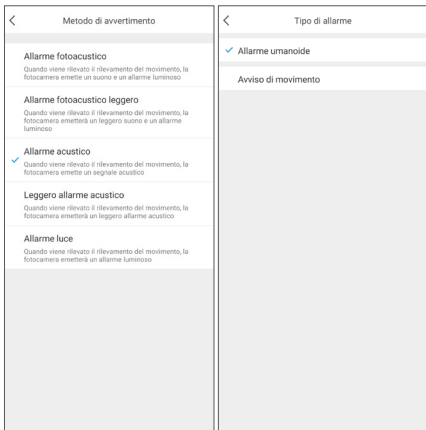 Metodo di avvertimento
Allarme fotoacustico
Quando viene rilevato il rilevamento del movimento, la
fotocamera emette un suono e un allarme luminoso
Allarme fotoacustico leggero
Quando viene rilevato il rilevamento del movimento, la
fotocamera emetterà un leggero suono e un allarme
luminoso
Allarme acustico
Quando viene rilevato il rilevamento del movimento, la
fotocamera emette un segnale acustico
Leggero allarme acustico
Quando viene rilevato il rilevamento del movimento, la
fotocamera emetterà un leggero allarme acustico
Allarme luce
Quando viene rilevato il rilevamento del movimento, la
fotocamera emetterà un allarme luminoso
Tipo di allarme
Allarme umanoide
Avviso di movimento